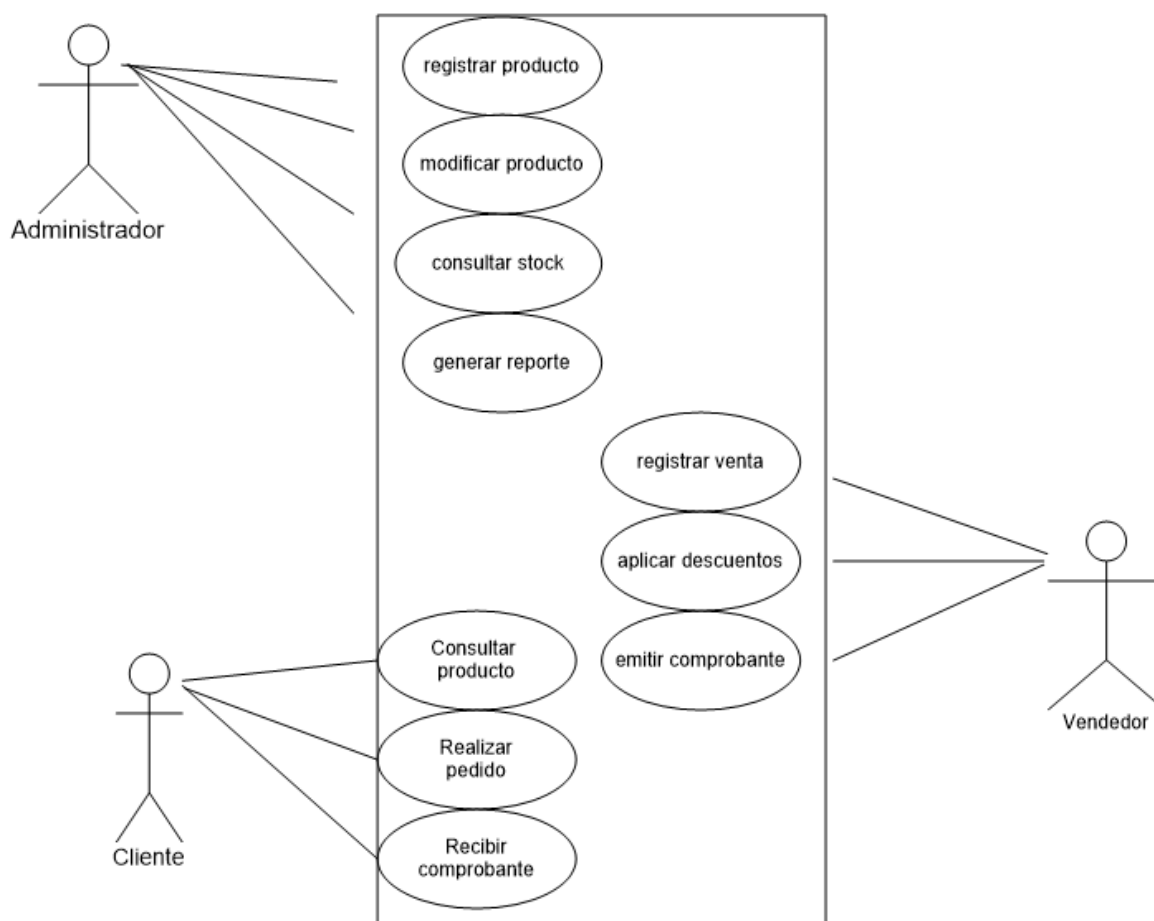 registrar producto
modificar producto
Administrador
consultar stock
generar reporte
registrar venta
aplicar descuentos
Consultar
producto
emitir comprobante
Vendedor
Realizar
pedido
Recibir
comprobante
Cliente